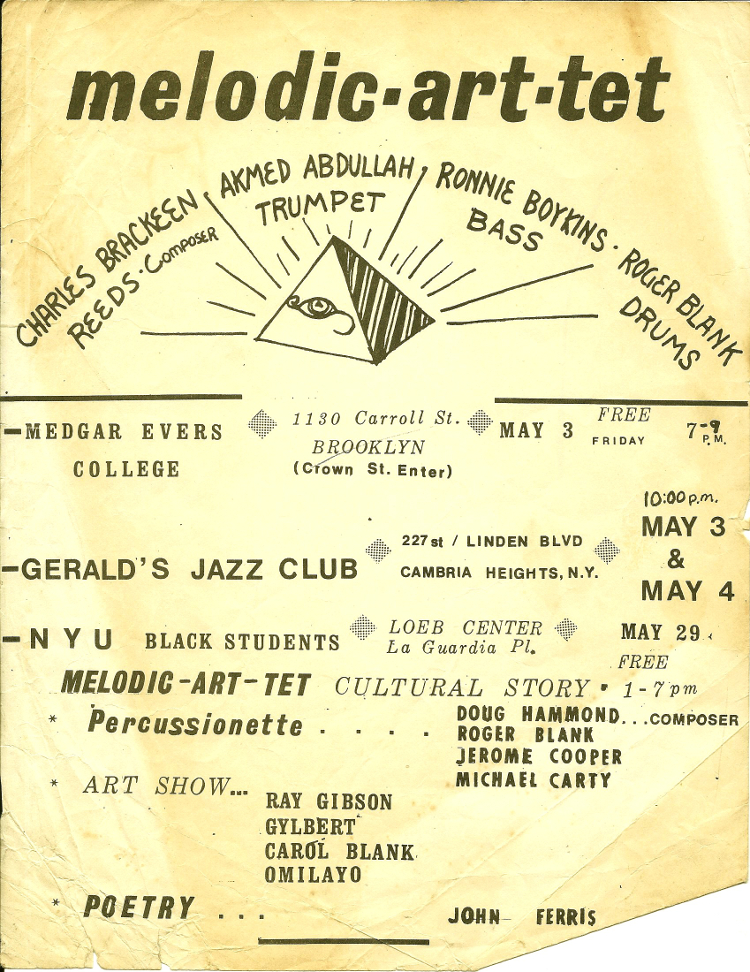 melodic-art-tet
CHARLES BRACKEEN
REEDS·COMPOSER
AKMED ABDULLAH
TRUMPET
RONNIE BOYKINS
BASS
ROGER BLANK
DRUMS
-MEDGAR EVERS
COLLEGE
1130 Carroll St.
BROOKLYN
(Crown St. Enter)
MAY 3 FREE
FRIDAY
7-9 P.M.
-GERALD'S JAZZ CLUB
227st / LINDEN BLVD
CAMBRIA HEIGHTS, N.Y.
10:00 p.m.
MAY 3
&
MAY 4
-NYU BLACK STUDENTS
LOEB CENTER
La Guardia Pl.
MAY 29
FREE
MELODIC-ART-TET CULTURAL STORY · 1-7pm
* Percussionette . . . . DOUG HAMMOND...COMPOSER
ROGER BLANK
JEROME COOPER
MICHAEL CARTY
* ART SHOW...
RAY GIBSON
GYLBERT
CAROL BLANK
OMILAYO
* POETRY ... JOHN FERRIS